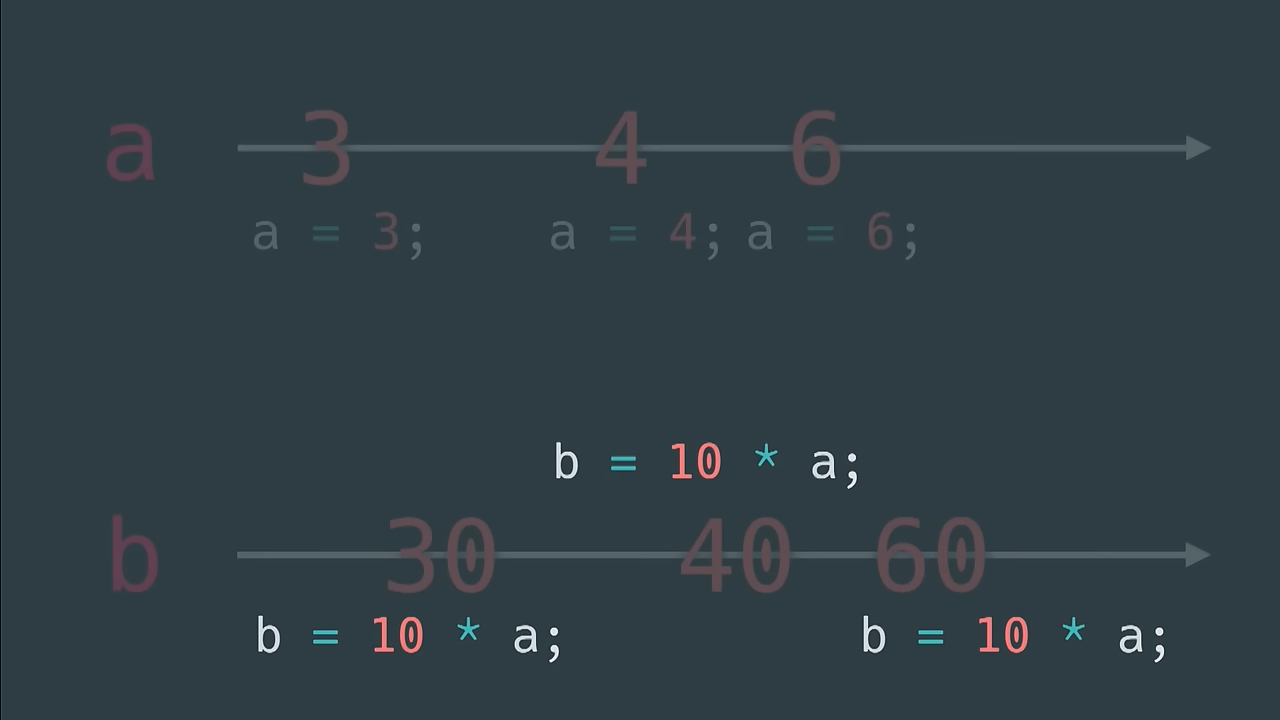 a 3 4 6
a = 3; a = 4; a = 6;
b = 10 * a;
b 30 40 60
b = 10 * a; b = 10 * a;